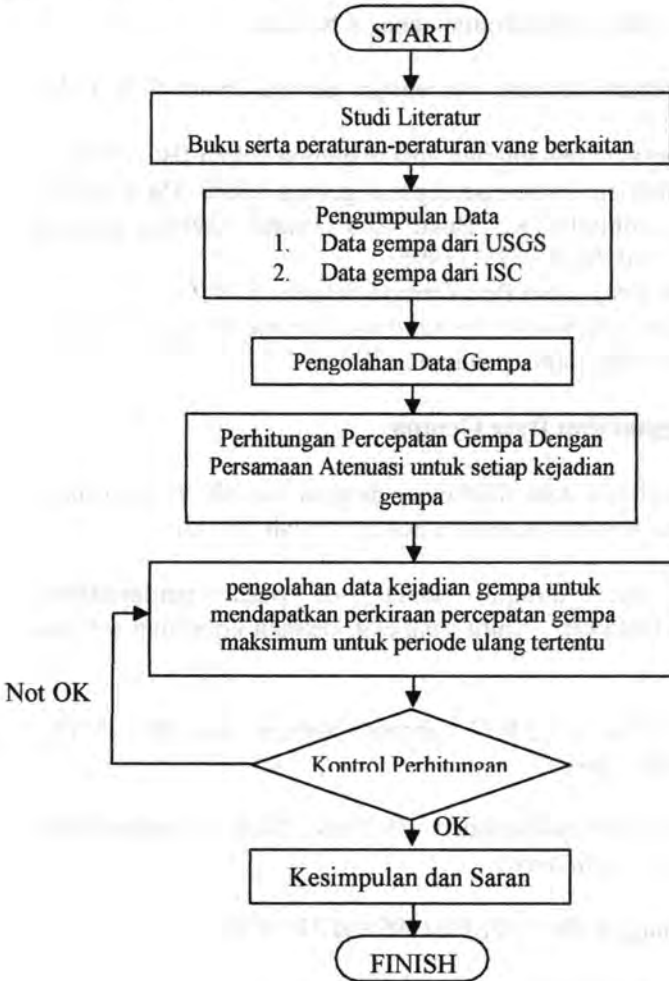 START
Studi Literatur
Buku serta peraturan-peraturan yang berkaitan
Pengumpulan Data
1. Data gempa dari USGS
2. Data gempa dari ISC
Pengolahan Data Gempa
Perhitungan Percepatan Gempa Dengan
Persamaan Atenuasi untuk setiap kejadian
gempa
pengolahan data kejadian gempa untuk
mendapatkan perkiraan percepatan gempa
maksimum untuk periode ulang tertentu
Not OK
Kontrol Perhitungan
OK
Kesimpulan dan Saran
FINISH